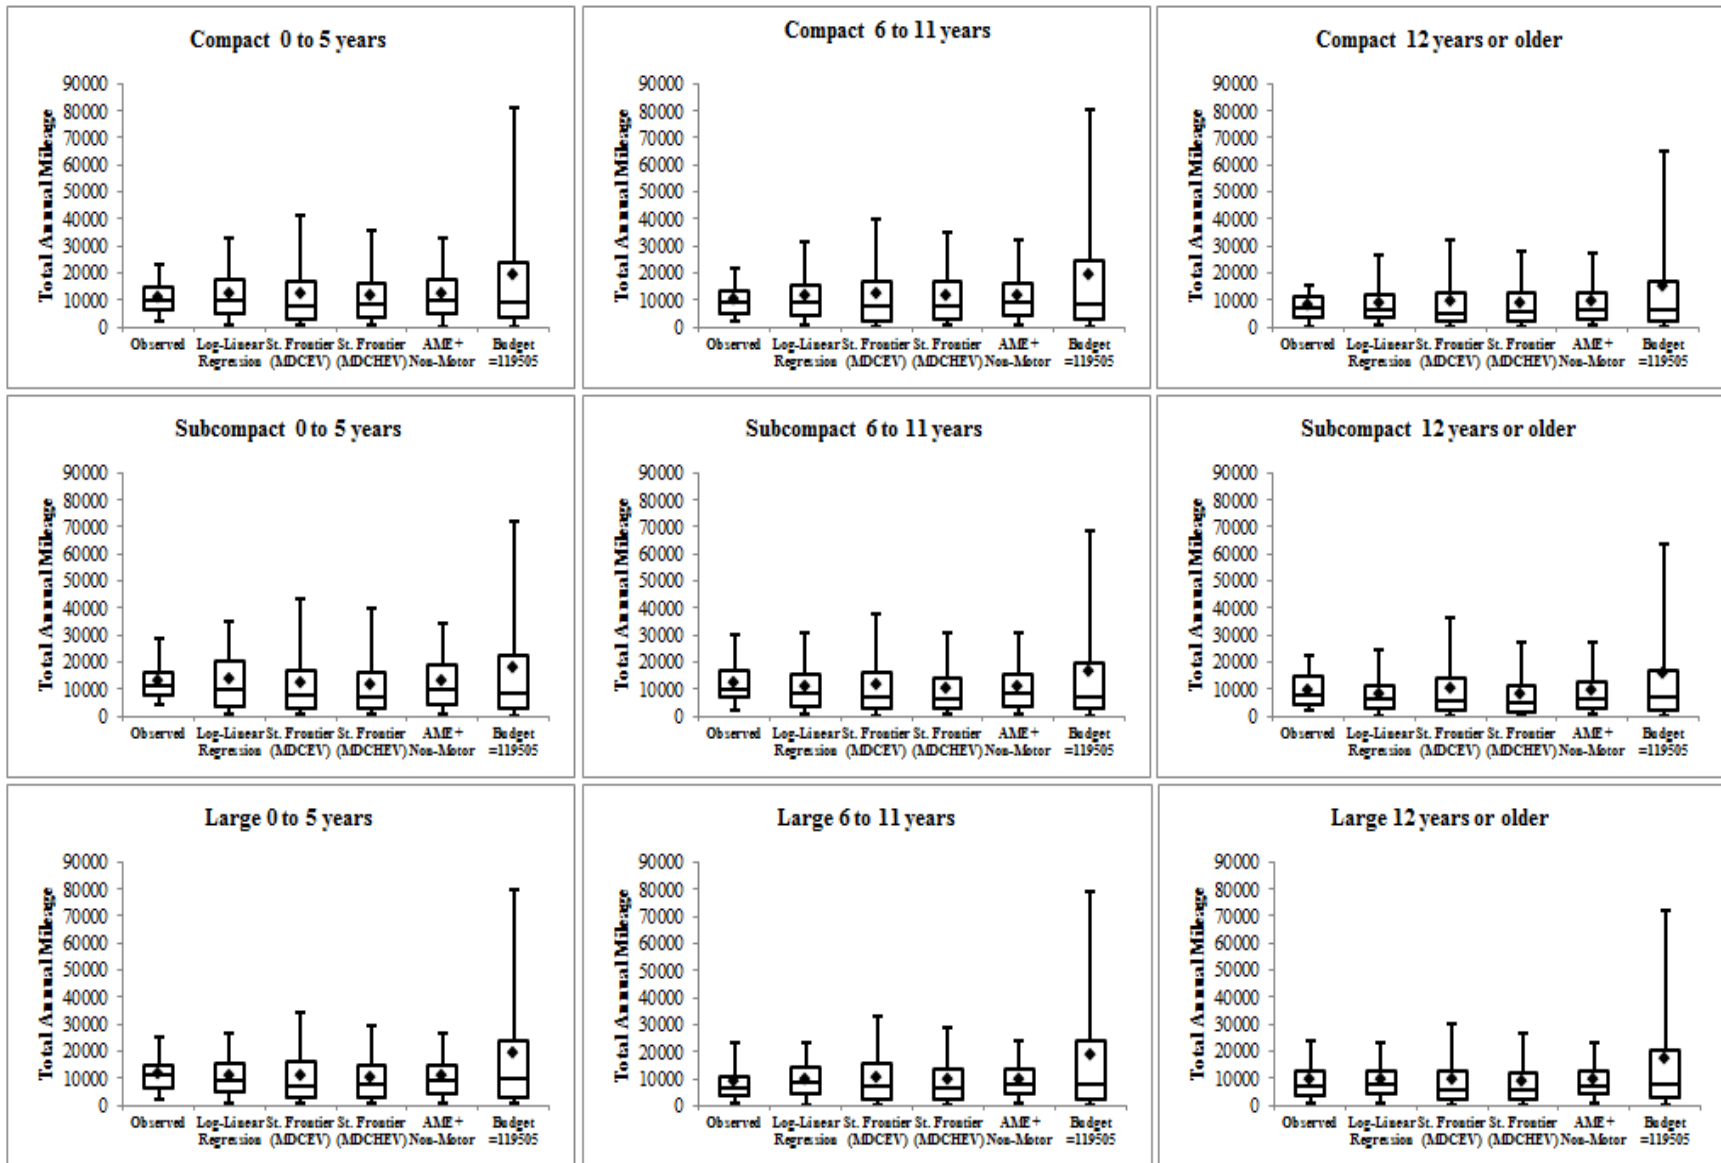 Compact 0 to 5 years
Total Annual Mileage
90000
80000
70000
60000
50000
40000
30000
20000
10000
0
Observed Log-Linear St. Frontier St. Frontier AME+ Budget
Regression (MDCEV) (MDCHEV) Non-Motor =119505
Compact 6 to 11 years
Total Annual Mileage
90000
80000
70000
60000
50000
40000
30000
20000
10000
0
Observed Log-Linear St. Frontier St. Frontier AME+ Budget
Regression (MDCEV) (MDCHEV) Non-Motor =119505
Compact 12 years or older
Total Annual Mileage
90000
80000
70000
60000
50000
40000
30000
20000
10000
0
Observed Log-Linear St. Frontier St. Frontier AME+ Budget
Regression (MDCEV) (MDCHEV) Non-Motor =119505
Subcompact 0 to 5 years
Total Annual Mileage
90000
80000
70000
60000
50000
40000
30000
20000
10000
0
Observed Log-Linear St. Frontier St. Frontier AME+ Budget
Regression (MDCEV) (MDCHEV) Non-Motor =119505
Subcompact 6 to 11 years
Total Annual Mileage
90000
80000
70000
60000
50000
40000
30000
20000
10000
0
Observed Log-Linear St. Frontier St. Frontier AME+ Budget
Regression (MDCEV) (MDCHEV) Non-Motor =119505
Subcompact 12 years or older
Total Annual Mileage
90000
80000
70000
60000
50000
40000
30000
20000
10000
0
Observed Log-Linear St. Frontier St. Frontier AME+ Budget
Regression (MDCEV) (MDCHEV) Non-Motor =119505
Large 0 to 5 years
Total Annual Mileage
90000
80000
70000
60000
50000
40000
30000
20000
10000
0
Observed Log-Linear St. Frontier St. Frontier AME+ Budget
Regression (MDCEV) (MDCHEV) Non-Motor =119505
Large 6 to 11 years
Total Annual Mileage
90000
80000
70000
60000
50000
40000
30000
20000
10000
0
Observed Log-Linear St. Frontier St. Frontier AME+ Budget
Regression (MDCEV) (MDCHEV) Non-Motor =119505
Large 12 years or older
Total Annual Mileage
90000
80000
70000
60000
50000
40000
30000
20000
10000
0
Observed Log-Linear St. Frontier St. Frontier AME+ Budget
Regression (MDCEV) (MDCHEV) Non-Motor =119505